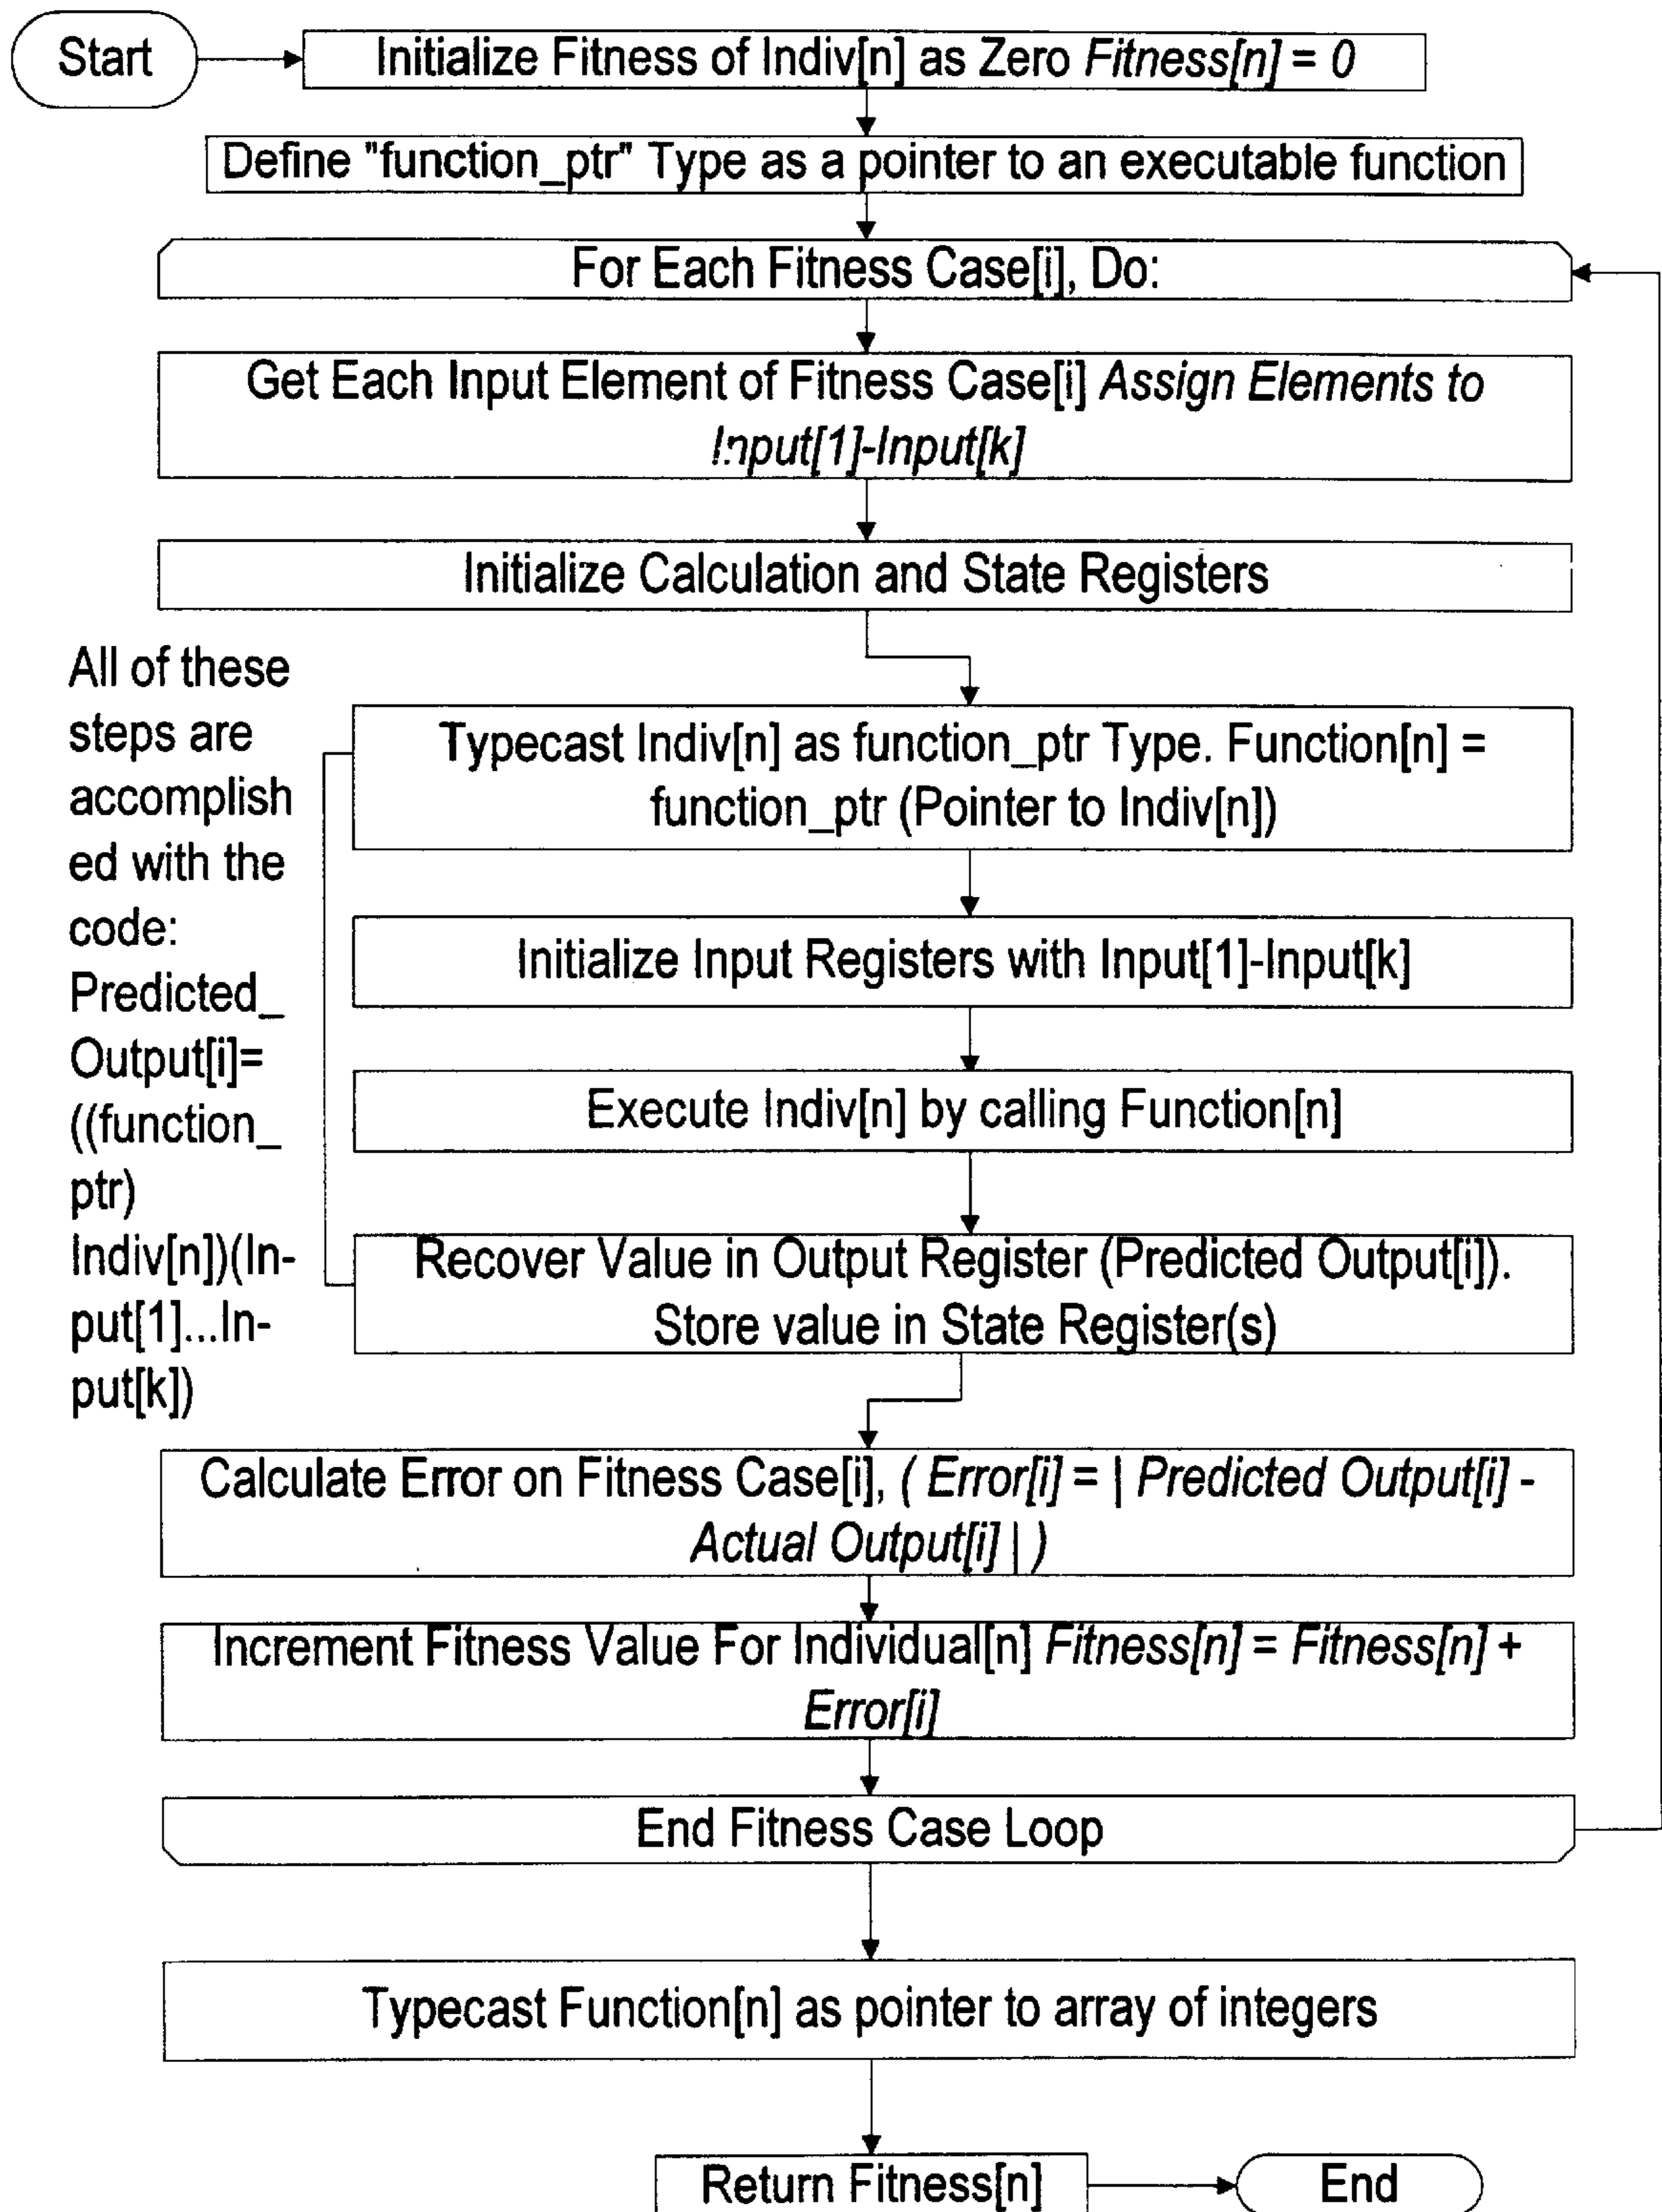 Start
Initialize Fitness of Indiv[n] as Zero Fitness[n] = 0
Define "function_ptr" Type as a pointer to an executable function
For Each Fitness Case[i], Do:
Get Each Input Element of Fitness Case[i] Assign Elements to
Input[1]-Input[k]
Initialize Calculation and State Registers
All of these
steps are
accomplish
ed with the
code:
Predicted_
Output[i]=
((function_
ptr)
Indiv[n])(In-
put[1]...In-
put[k])
Typecast Indiv[n] as function_ptr Type. Function[n] =
function_ptr (Pointer to Indiv[n])
Initialize Input Registers with Input[1]-Input[k]
Execute Indiv[n] by calling Function[n]
Recover Value in Output Register (Predicted Output[i]).
Store value in State Register(s)
Calculate Error on Fitness Case[i], ( Error[i] = | Predicted Output[i] -
Actual Output[i] | )
Increment Fitness Value For Individual[n] Fitness[n] = Fitness[n] +
Error[i]
End Fitness Case Loop
Typecast Function[n] as pointer to array of integers
Return Fitness[n]
End